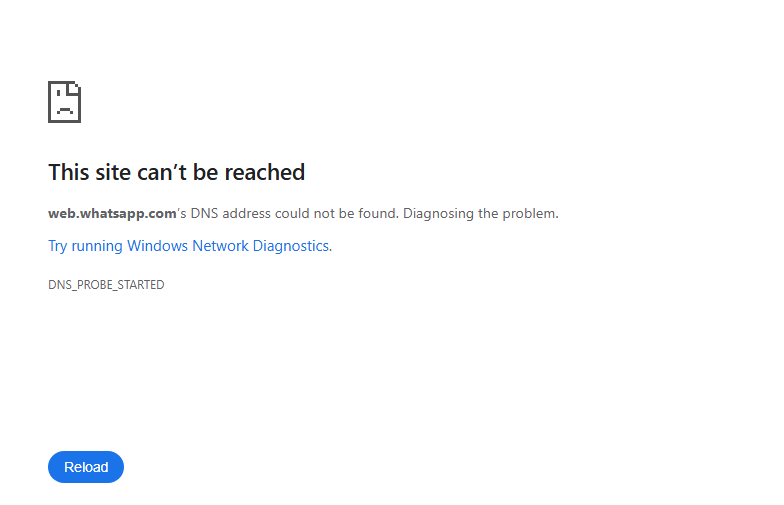 This site can’t be reached
web.whatsapp.com’s DNS address could not be found. Diagnosing the problem.
Try running Windows Network Diagnostics.
DNS_PROBE_STARTED
Reload